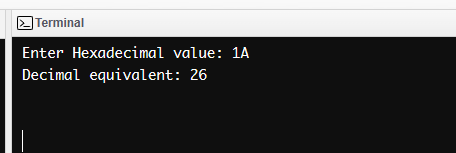 Terminal
Enter Hexadecimal value: 1A
Decimal equivalent: 26